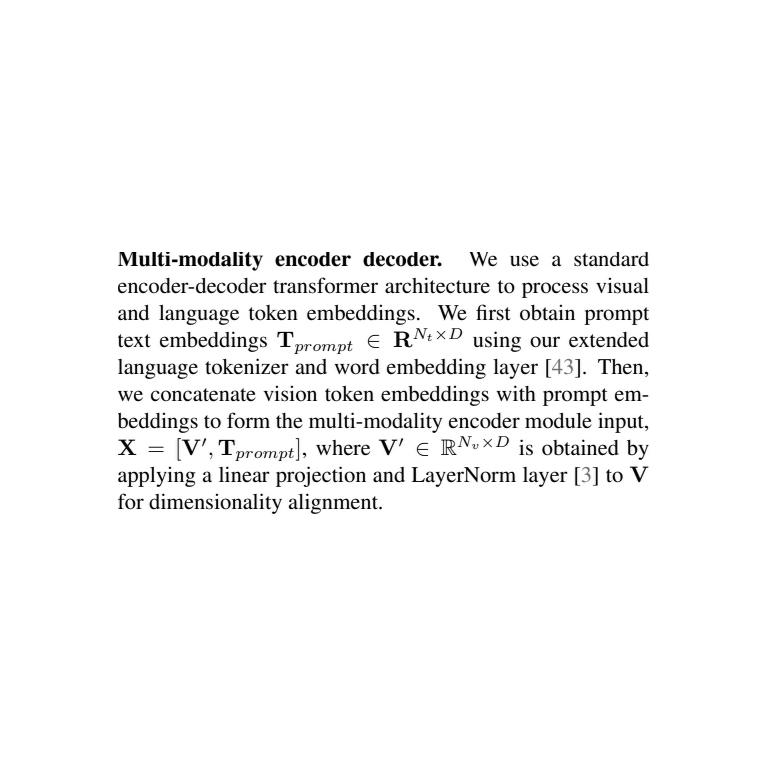 Multi-modality encoder decoder. We use a standard
encoder-decoder transformer architecture to process visual
and language token embeddings. We first obtain prompt
text embeddings $\mathbf{T}_{prompt} \in \mathbf{R}^{N_t \times D}$ using our extended
language tokenizer and word embedding layer [43]. Then,
we concatenate vision token embeddings with prompt em-
beddings to form the multi-modality encoder module input,
$\mathbf{X} = [\mathbf{V}', \mathbf{T}_{prompt}]$, where $\mathbf{V}' \in \mathbb{R}^{N_v \times D}$ is obtained by
applying a linear projection and LayerNorm layer [3] to $\mathbf{V}$
for dimensionality alignment.